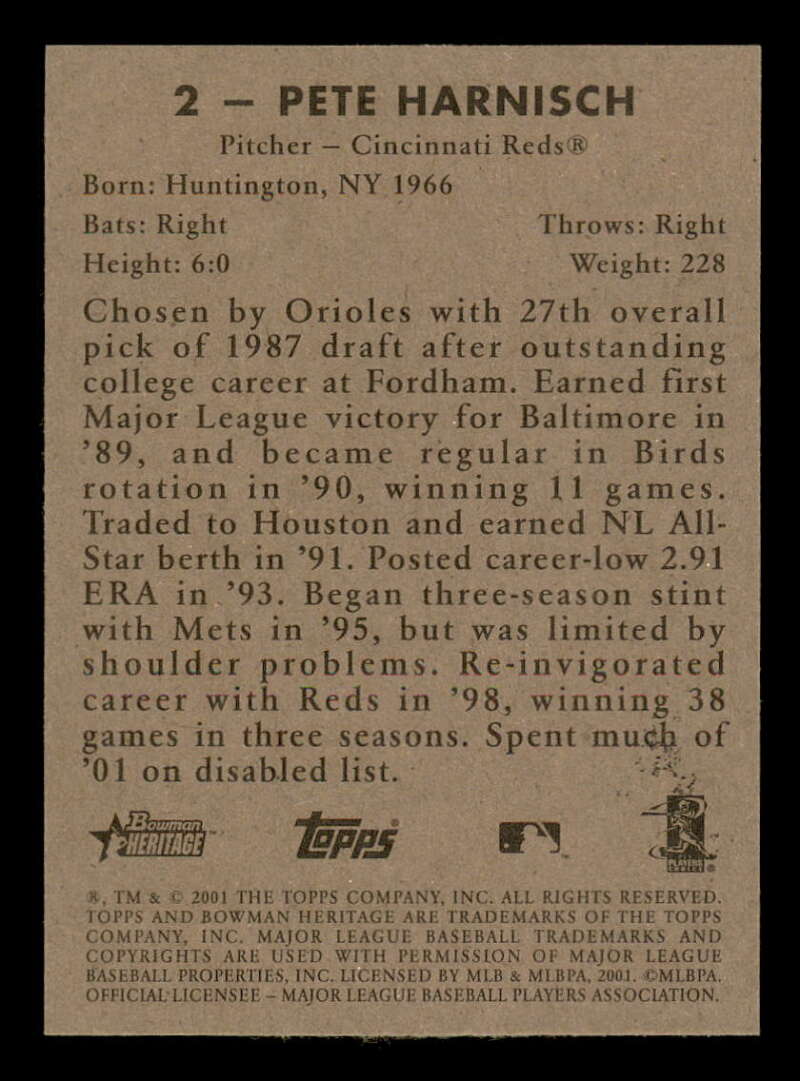 2 – PETE HARNISCH
Pitcher – Cincinnati Reds®
Born: Huntington, NY 1966
Bats: Right Throws: Right
Height: 6:0 Weight: 228
Chosen by Orioles with 27th overall
pick of 1987 draft after outstanding
college career at Fordham. Earned first
Major League victory for Baltimore in
’89, and became regular in Birds
rotation in ’90, winning 11 games.
Traded to Houston and earned NL All-
Star berth in ’91. Posted career-low 2.91
ERA in ’93. Began three-season stint
with Mets in ’95, but was limited by
shoulder problems. Re-invigorated
career with Reds in ’98, winning 38
games in three seasons. Spent much of
’01 on disabled list.
Bowman HERITAGE™ Topps® PLAYERS CHOICE®
®, TM & © 2001 THE TOPPS COMPANY, INC. ALL RIGHTS RESERVED.
TOPPS AND BOWMAN HERITAGE ARE TRADEMARKS OF THE TOPPS
COMPANY, INC. MAJOR LEAGUE BASEBALL TRADEMARKS AND
COPYRIGHTS ARE USED WITH PERMISSION OF MAJOR LEAGUE
BASEBALL PROPERTIES, INC. LICENSED BY MLB & MLBPA, 2001. ©MLBPA.
OFFICIAL LICENSEE – MAJOR LEAGUE BASEBALL PLAYERS ASSOCIATION.